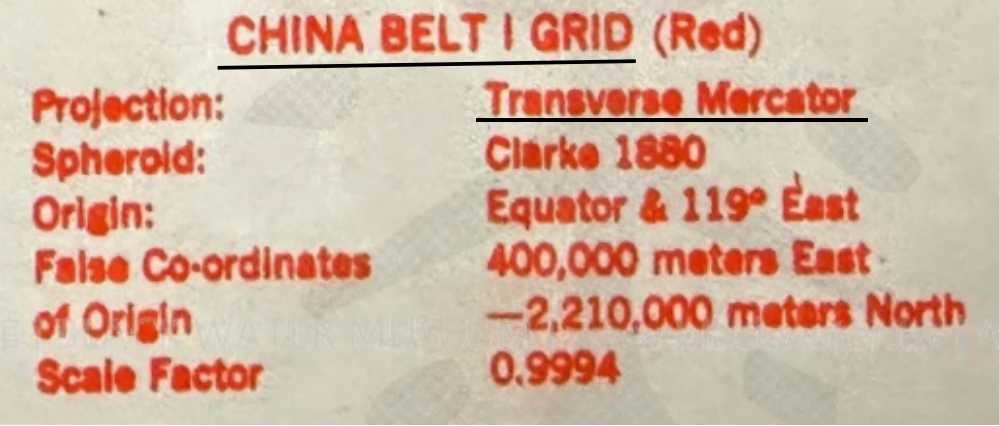 CHINA BELT I GRID (Red)
Projection: Transverse Mercator
Spheroid: Clarke 1880
Origin: Equator & 119° East
False Co-ordinates 400,000 meters East
of Origin —2,210,000 meters North
Scale Factor 0.9994